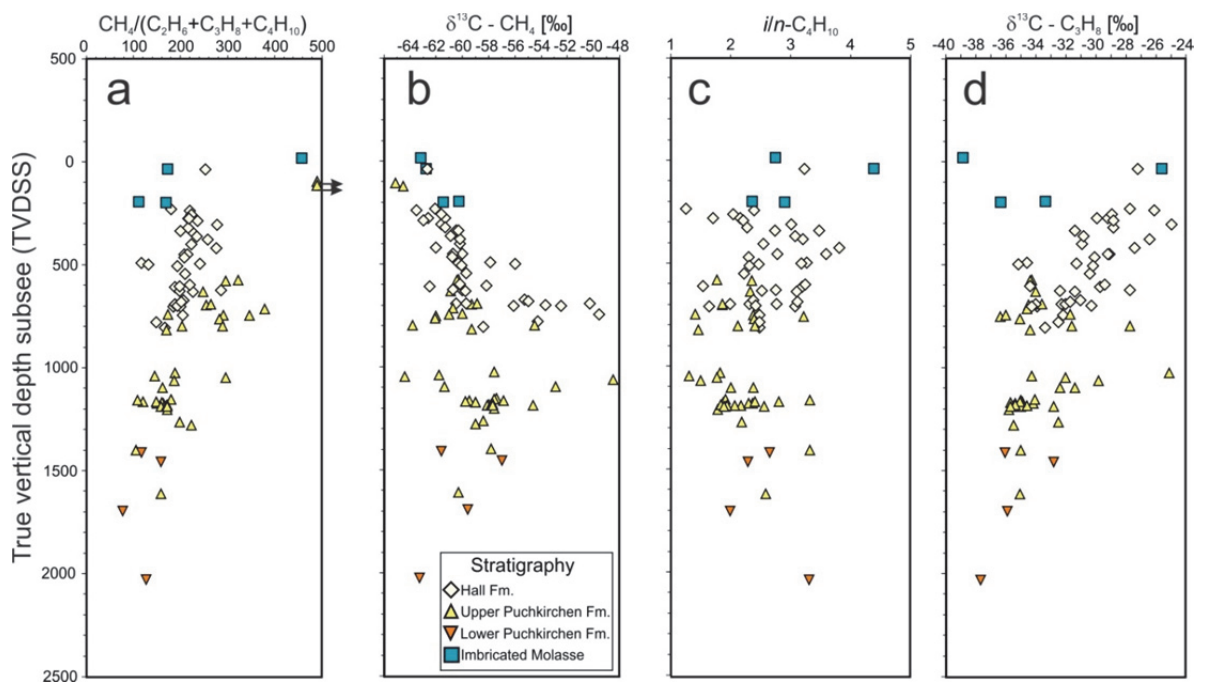 CH4/(C2H6+C3H8+C4H10)
0 100 200 300 400 500
δ13C - CH4 [‰]
-64 -62 -60 -58 -56 -54 -52 -50 -48
i/n-C4H10
1 2 3 4 5
δ13C - C3H8 [‰]
-40 -38 -36 -34 -32 -30 -28 -26 -24
True vertical depth subsee (TVDSS)
500
0
500
1000
1500
2000
2500
a
b
c
d
Stratigraphy
Hall Fm.
Upper Puchkirchen Fm.
Lower Puchkirchen Fm.
Imbricated Molasse